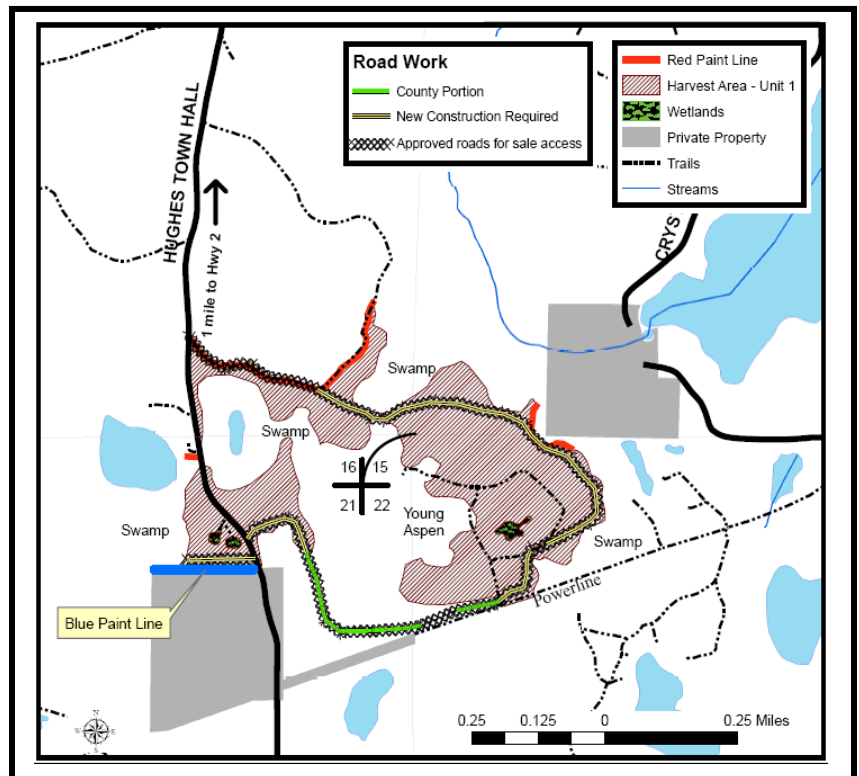 Road Work
County Portion
New Construction Required
Approved roads for sale access
Red Paint Line
Harvest Area - Unit 1
Wetlands
Private Property
Trails
Streams
HUGHES TOWN HALL
1 mile to Hwy 2
CRYS
Swamp
Swamp
16 15
21 22
Young
Aspen
Swamp
Swamp
Powerline
Blue Paint Line
N
W E
S
0.25 0.125 0 0.25 Miles